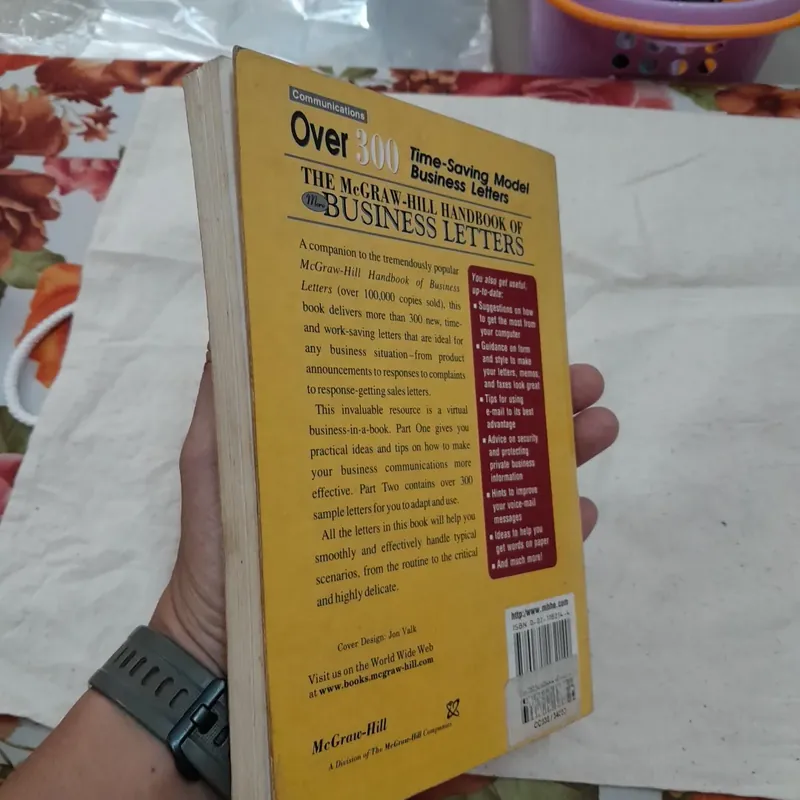 Communications
Over 300 Time-Saving Model
Business Letters
THE McGRAW-HILL HANDBOOK OF
More BUSINESS LETTERS
A companion to the tremendously popular
McGraw-Hill Handbook of Business
Letters (over 100,000 copies sold), this
book delivers more than 300 new, time-
and work-saving letters that are ideal for
any business situation–from product
announcements to responses to complaints
to response-getting sales letters.
This invaluable resource is a virtual
business-in-a-book. Part One gives you
practical ideas and tips on how to make
your business communications more
effective. Part Two contains over 300
sample letters for you to adapt and use.
All the letters in this book will help you
smoothly and effectively handle typical
scenarios, from the routine to the critical
and highly delicate.
You also get useful,
up-to-date:
▪ Suggestions on how
to get the most from
your computer
▪ Guidance on form
and style to make
your letters, memos,
and faxes look great
▪ Tips for using
e-mail to its best
advantage
▪ Advice on security
and protecting
private business
information
▪ Hints to improve
your voice-mail
messages
▪ Ideas to help you
get words on paper
▪ And much more!
Cover Design: Jon Valk
Visit us on the World Wide Web
at www.books.mcgraw-hill.com
McGraw-Hill
A Division of The McGraw-Hill Companies
http://www.mhhe.com
ISBN